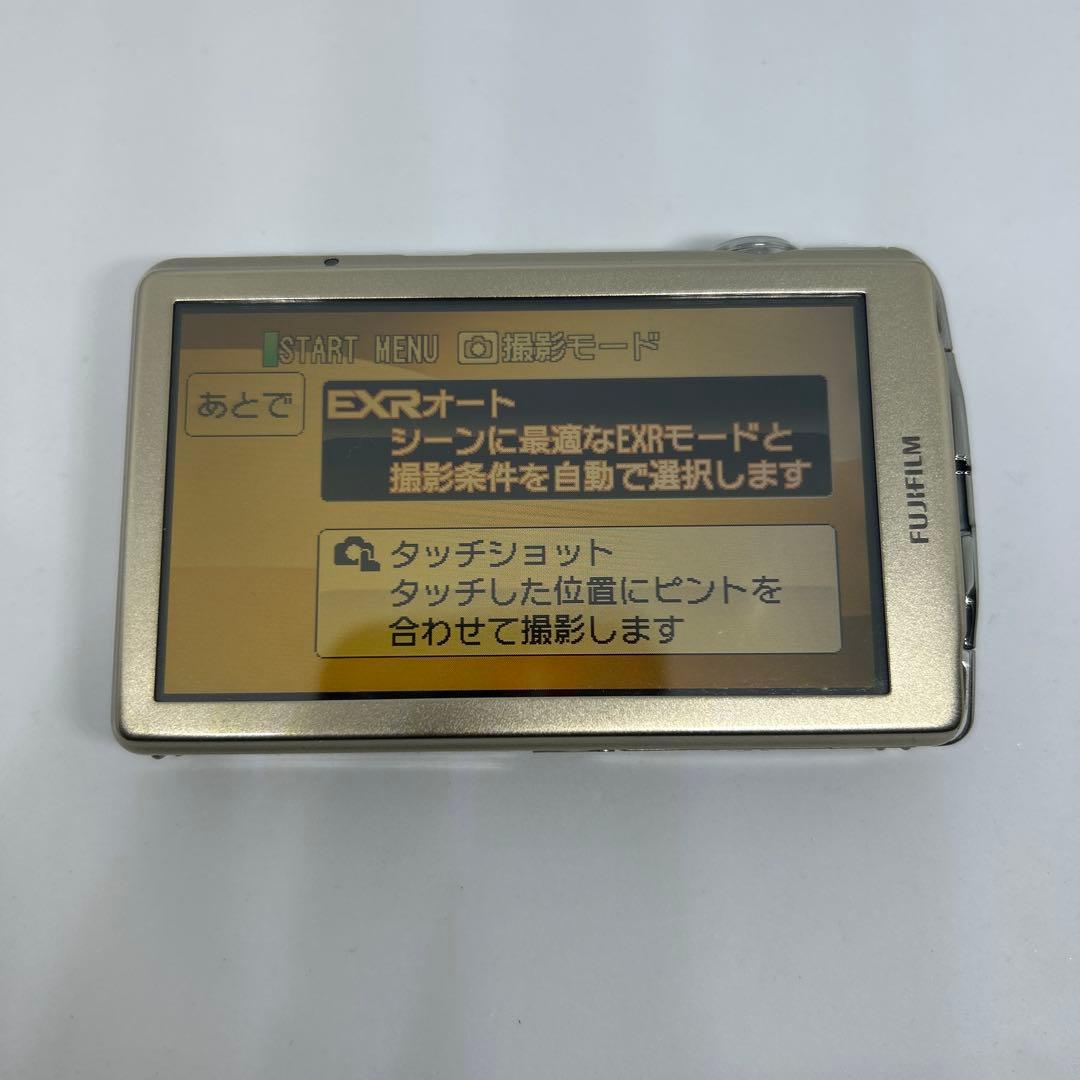 START MENU 撮影モード
あとで
EXRオート
シーンに最適なEXRモードと
撮影条件を自動で選択します
タッチショット
タッチした位置にピントを
合わせて撮影します
FUJIFILM